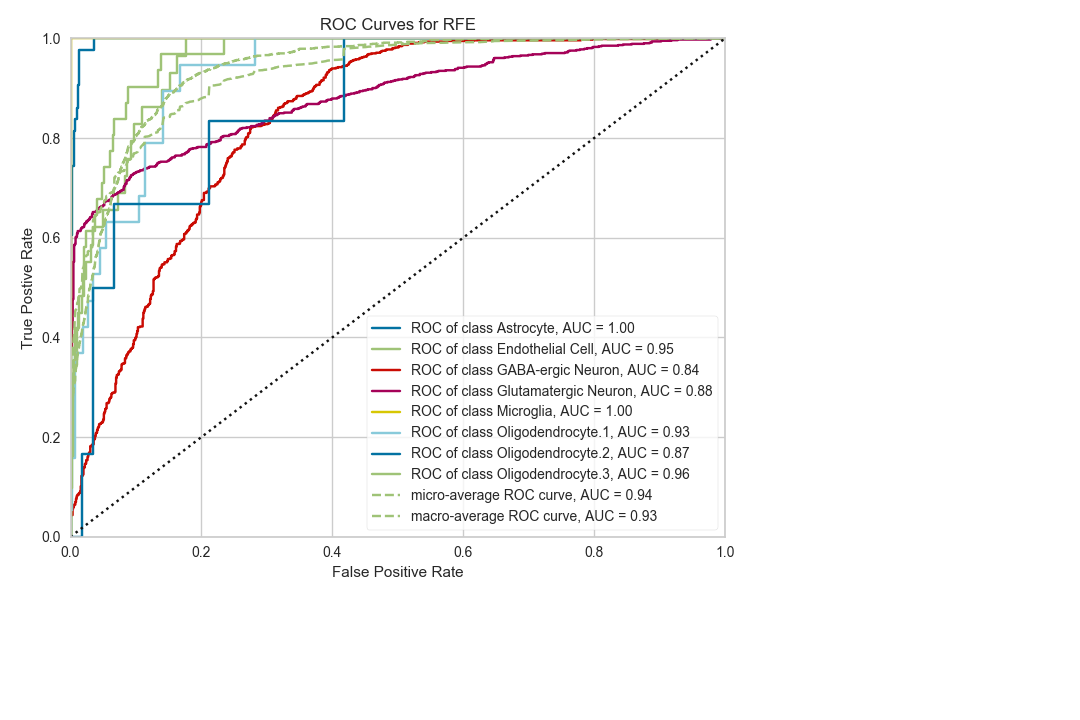 ROC Curves for RFE
1.0
0.8
0.6
0.4
0.2
0.0
True Postive Rate
ROC of class Astrocyte, AUC = 1.00
ROC of class Endothelial Cell, AUC = 0.95
ROC of class GABA-ergic Neuron, AUC = 0.84
ROC of class Glutamatergic Neuron, AUC = 0.88
ROC of class Microglia, AUC = 1.00
ROC of class Oligodendrocyte.1, AUC = 0.93
ROC of class Oligodendrocyte.2, AUC = 0.87
ROC of class Oligodendrocyte.3, AUC = 0.96
micro-average ROC curve, AUC = 0.94
macro-average ROC curve, AUC = 0.93
0.0 0.2 0.4 0.6 0.8 1.0
False Positive Rate